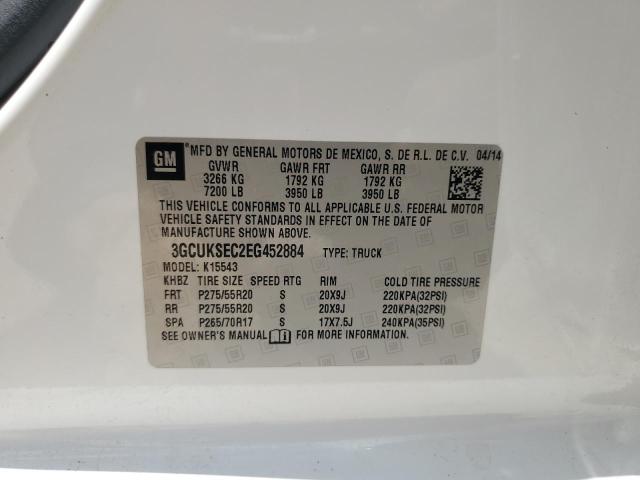 GM ® MFD BY GENERAL MOTORS DE MEXICO, S. DE R.L. DE C.V. 04/14
GVWR GAWR FRT GAWR RR
3266 KG 1792 KG 1792 KG
7200 LB 3950 LB 3950 LB
THIS VEHICLE CONFORMS TO ALL APPLICABLE U.S. FEDERAL MOTOR
VEHICLE SAFETY STANDARDS IN EFFECT ON THE DATE OF
MANUFACTURE SHOWN ABOVE.
3GCUKSEC2EG452884 TYPE: TRUCK
MODEL: K15543
KHBZ TIRE SIZE SPEED RTG RIM COLD TIRE PRESSURE
FRT P275/55R20 S 20X9J 220KPA(32PSI)
RR P275/55R20 S 20X9J 220KPA(32PSI)
SPA P265/70R17 S 17X7.5J 240KPA(35PSI)
SEE OWNER'S MANUAL FOR MORE INFORMATION.